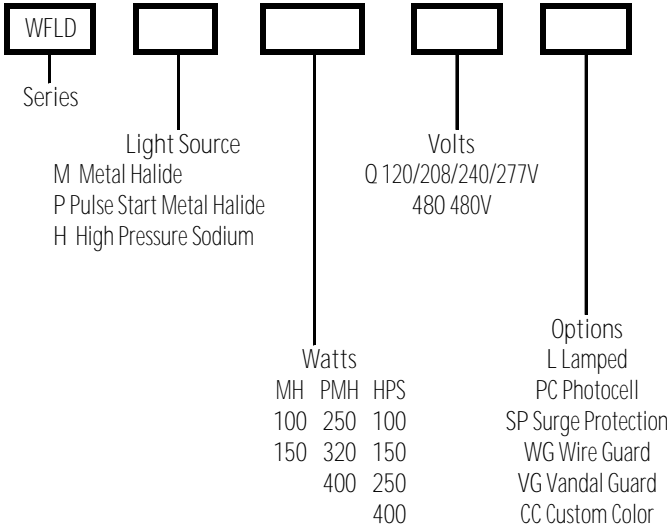 WFLD
Series
Light Source
M Metal Halide
P Pulse Start Metal Halide
H High Pressure Sodium
Volts
Q 120/208/240/277V
480 480V
Watts
MH PMH HPS
100 250 100
150 320 150
400 250
400
Options
L Lamped
PC Photocell
SP Surge Protection
WG Wire Guard
VG Vandal Guard
CC Custom Color